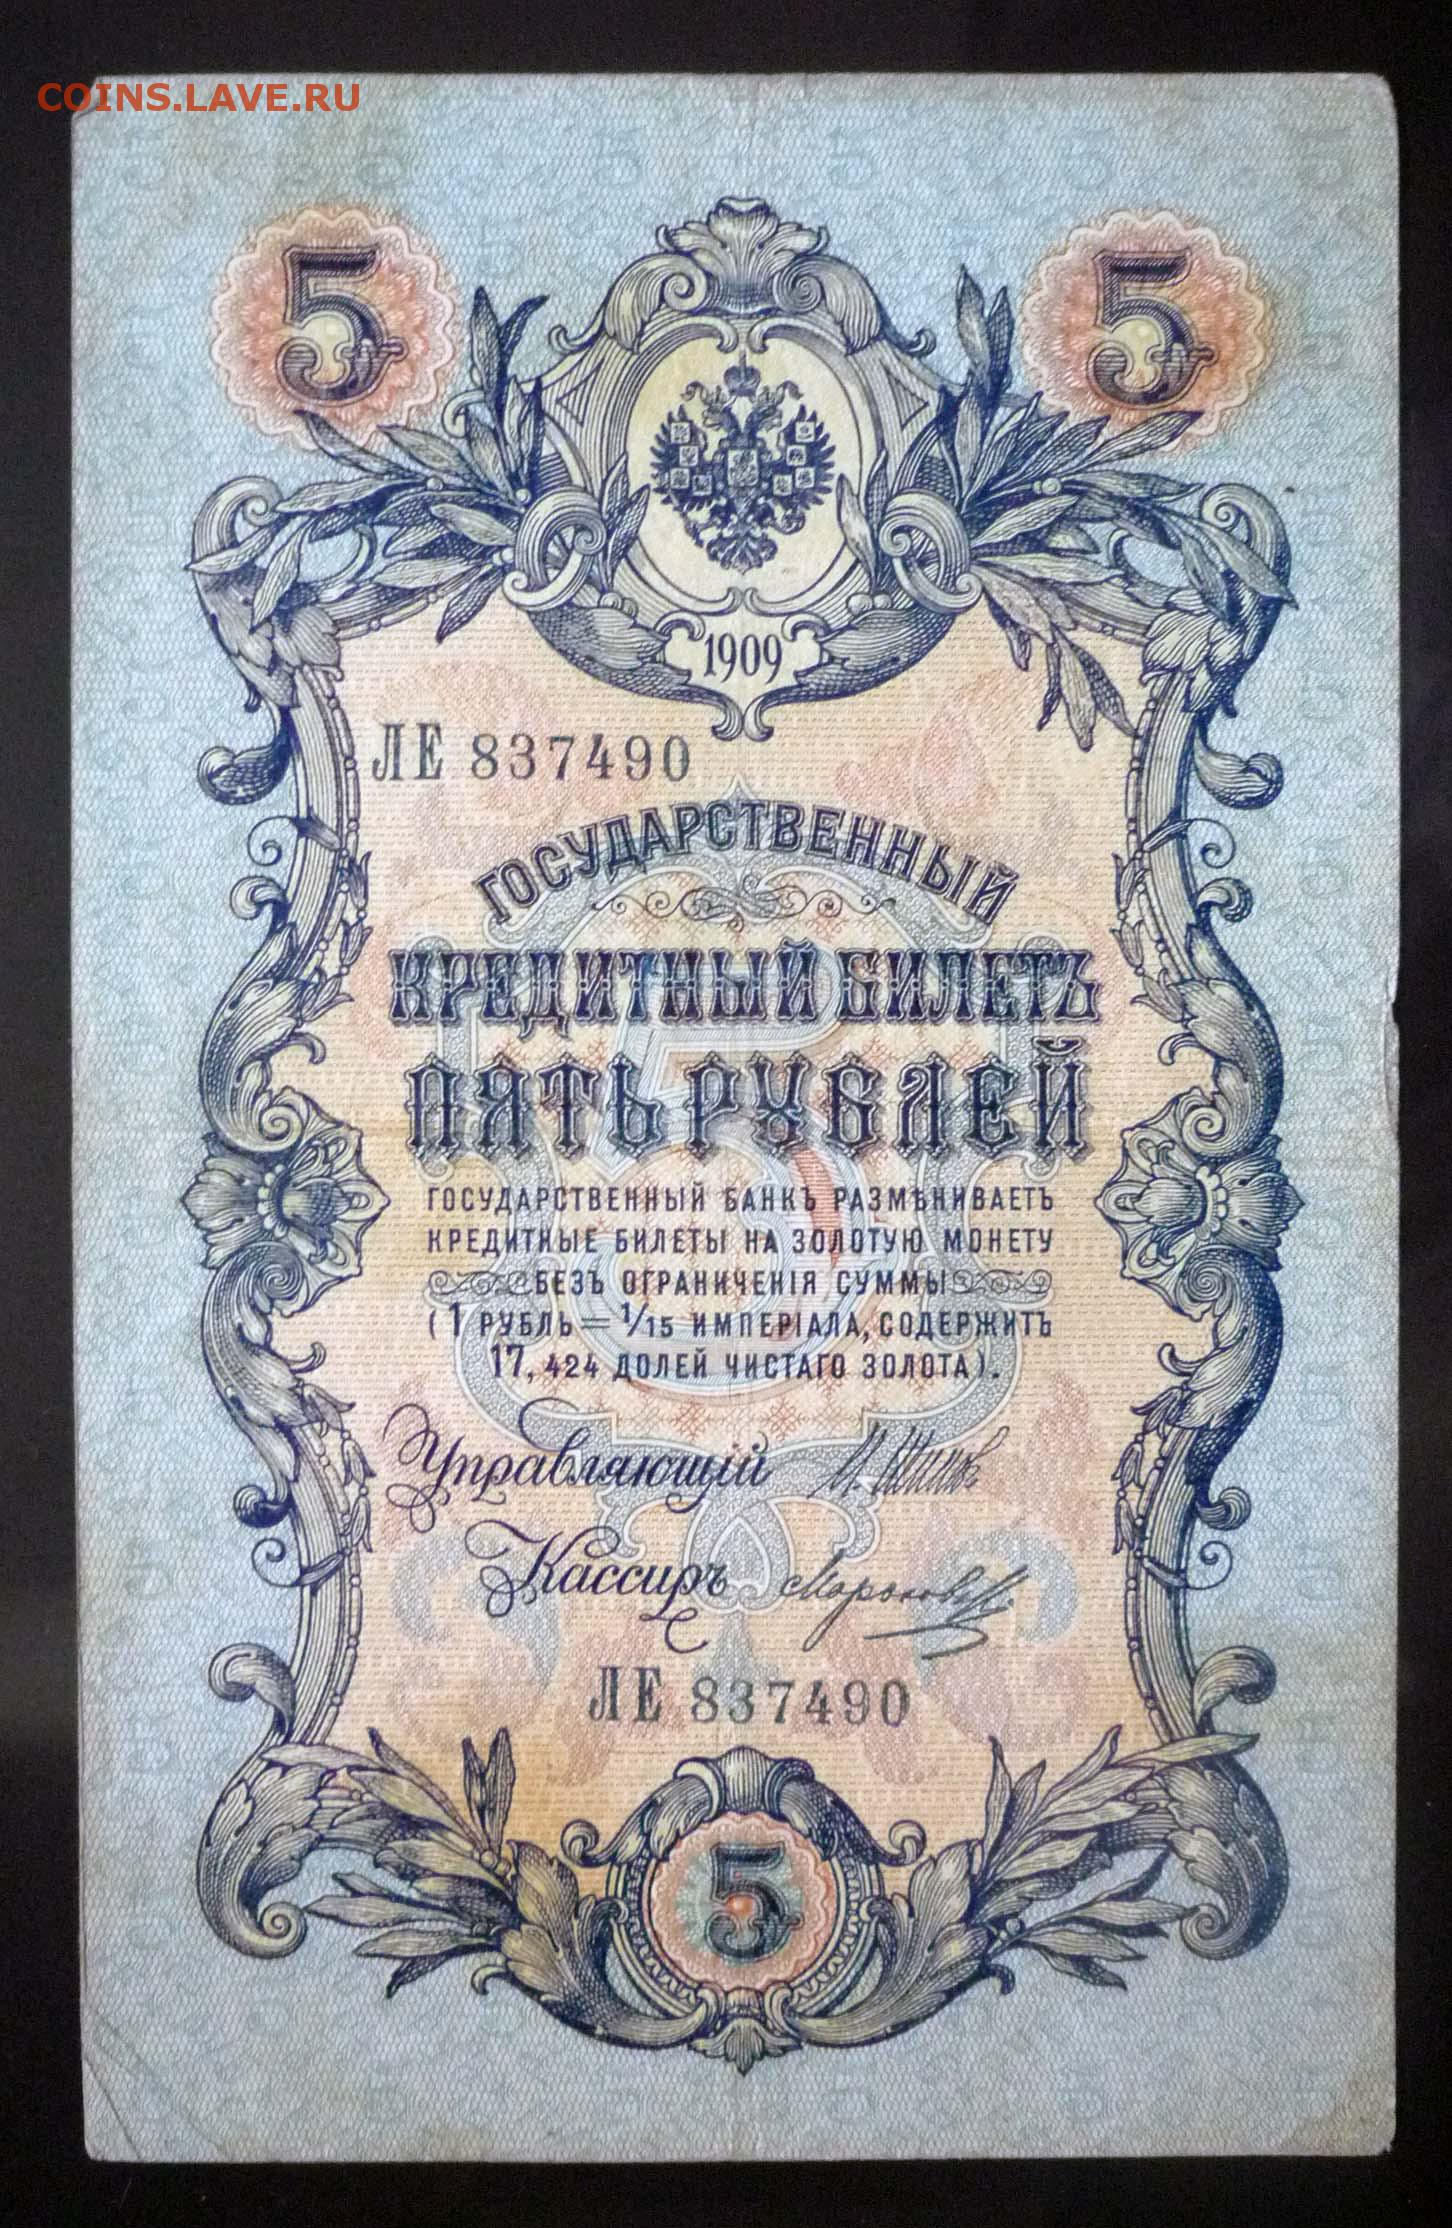 COINS.LAVE.RU
5 5
1909
ЛЕ 837490
ГОСУДАРСТВЕННЫЙ
КРЕДИТНЫЙ БИЛЕТЪ
ПЯТЬ РУБЛЕЙ
ГОСУДАРСТВЕННЫЙ БАНКЪ РАЗМѢНИВАЕТЪ
КРЕДИТНЫЕ БИЛЕТЫ НА ЗОЛОТУЮ МОНЕТУ
БЕЗЪ ОГРАНИЧЕНІЯ СУММЫ
(1 РУБЛЬ = 1/15 ИМПЕРІАЛА, СОДЕРЖИТЪ
17,424 ДОЛЕЙ ЧИСТАГО ЗОЛОТА).
Управляющій И. Шипов
Кассиръ
ЛЕ 837490
5